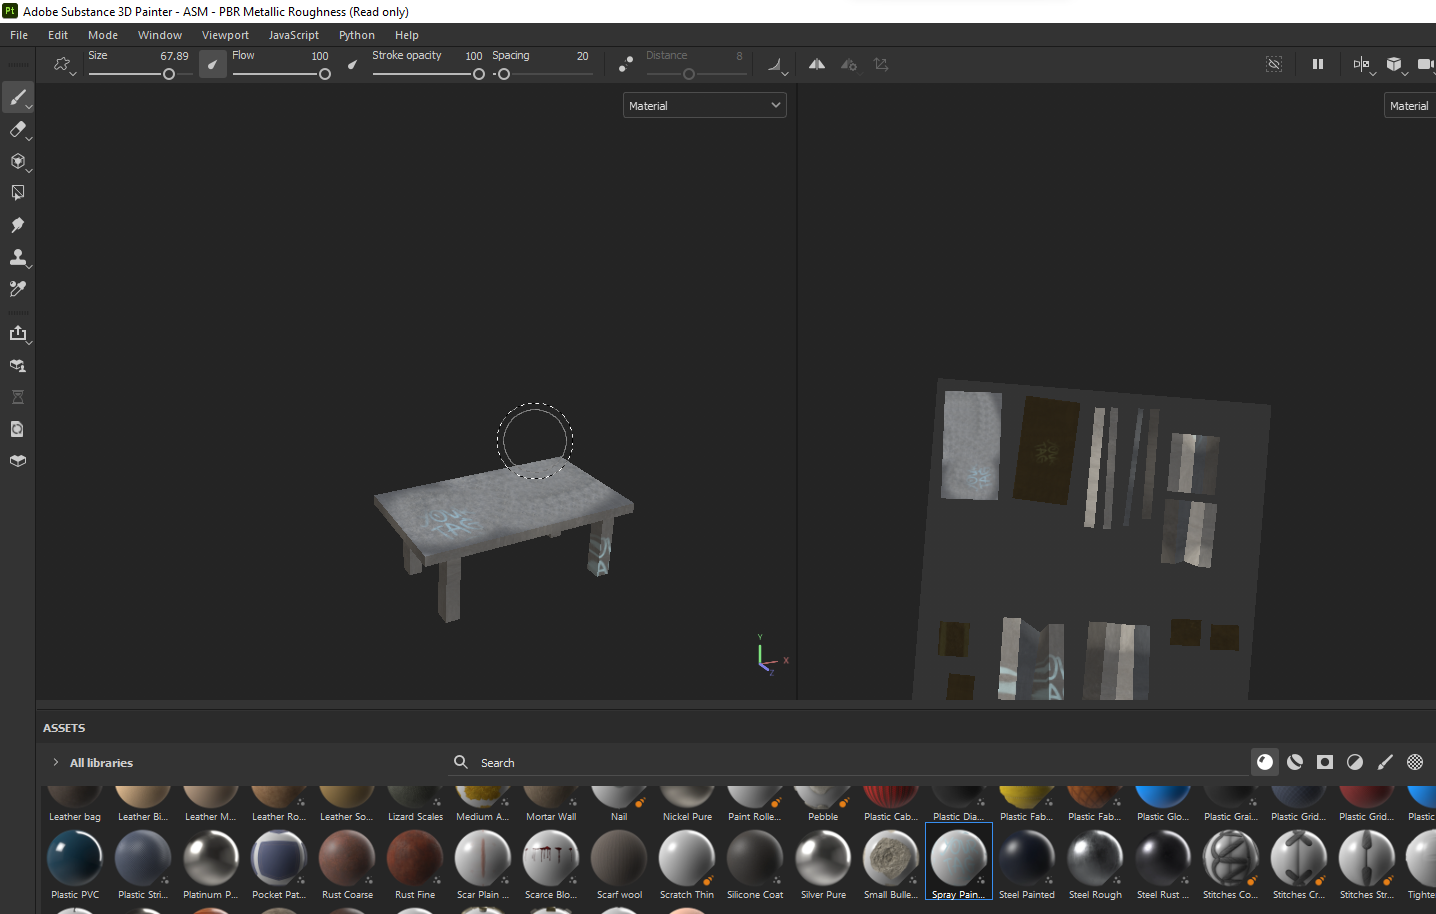 Pt Adobe Substance 3D Painter - ASM - PBR Metallic Roughness (Read only)
File Edit Mode Window Viewport JavaScript Python Help
Size 67.89 Flow 100 Stroke opacity 100 Spacing 20 Distance 8
Material
Material
YOUR
TAG
Y
X
Z
ASSETS
All libraries
Search
Leather bag Leather Bi... Leather M... Leather Ro... Leather So... Lizard Scales Medium A... Mortar Wall Nail Nickel Pure Paint Rolle... Pebble Plastic Cab... Plastic Dia... Plastic Fab... Plastic Fab... Plastic Glo... Plastic Grai... Plastic Grid... Plastic Grid... Plastic
Plastic PVC Plastic Stri... Platinum P... Pocket Pat... Rust Coarse Rust Fine Scar Plain ... Scarce Blo... Scarf wool Scratch Thin Silicone Coat Silver Pure Small Bulle... Spray Pain... Steel Painted Steel Rough Steel Rust ... Stitches Co... Stitches Cr... Stitches Str... Tighte